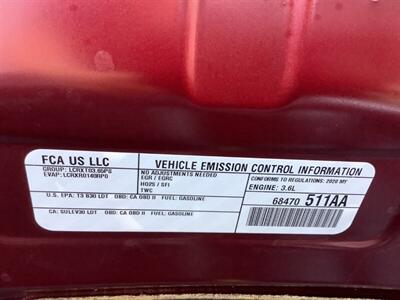 FCA US LLC
VEHICLE EMISSION CONTROL INFORMATION
GROUP: LCRXT03.65P0
EVAP: LCRXR0140RP0
NO ADJUSTMENTS NEEDED
EGR / EGRC
HO2S / SFI
TWC
CONFORMS TO REGULATIONS: 2020 MY
ENGINE: 3.6L
U.S. EPA: T3 B30 LDT OBD: CA OBD II FUEL: GASOLINE
CA: SULEV30 LDT OBD: CA OBD II FUEL: GASOLINE
68470 511AA